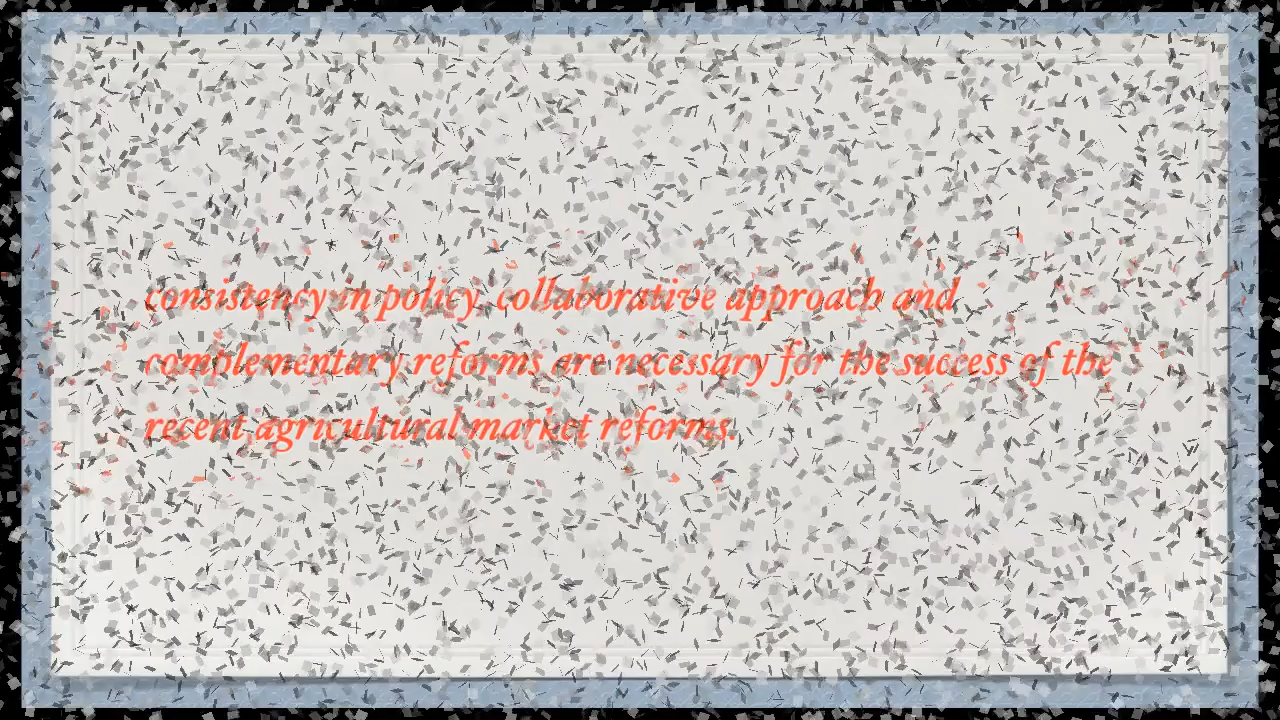 consistency in policy, collaborative approach and
complementary reforms are necessary for the success of the
recent agricultural market reforms.